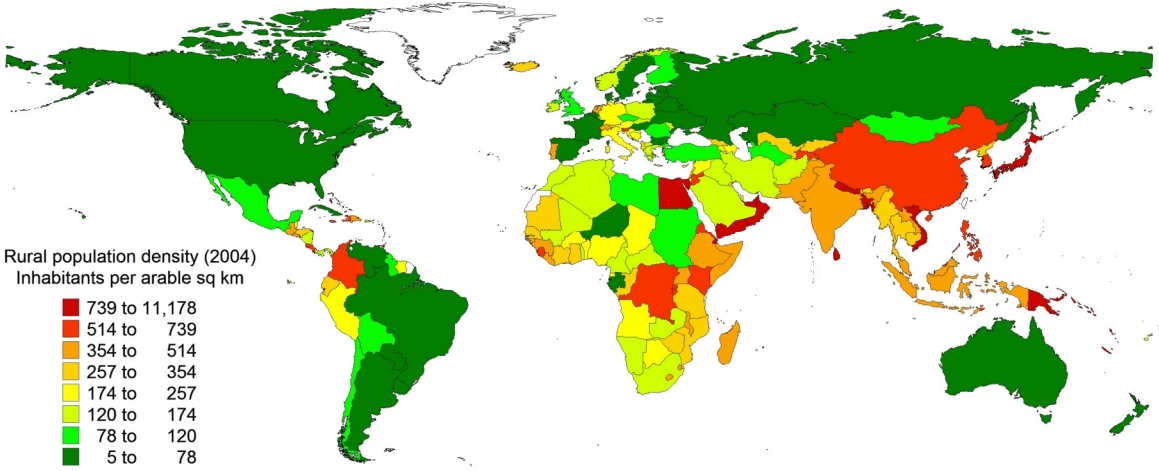 Rural population density (2004)
Inhabitants per arable sq km
739 to 11,178
514 to 739
354 to 514
257 to 354
174 to 257
120 to 174
78 to 120
5 to 78